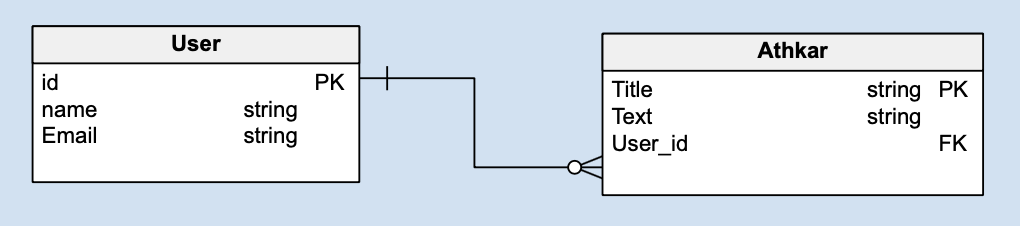 User
id PK
name string
Email string
Athkar
Title string PK
Text string
User_id FK